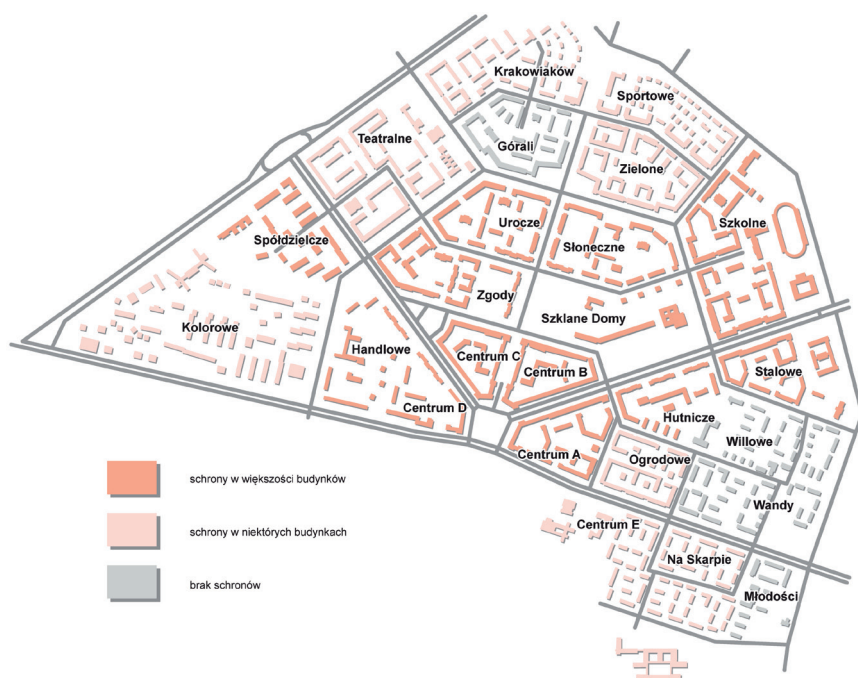 Krakowiaków
Sportowe
Teatralne
Górali
Zielone
Urocze
Szkolne
Spółdzielcze
Słoneczne
Zgody
Szklane Domy
Kolorowe
Handlowe
Centrum C
Centrum B
Stalowe
Centrum D
Hutnicze
Willowe
Centrum A
Ogrodowe
Wandy
Centrum E
Na Skarpie
Młodości
schrony w większości budynków
schrony w niektórych budynkach
brak schronów